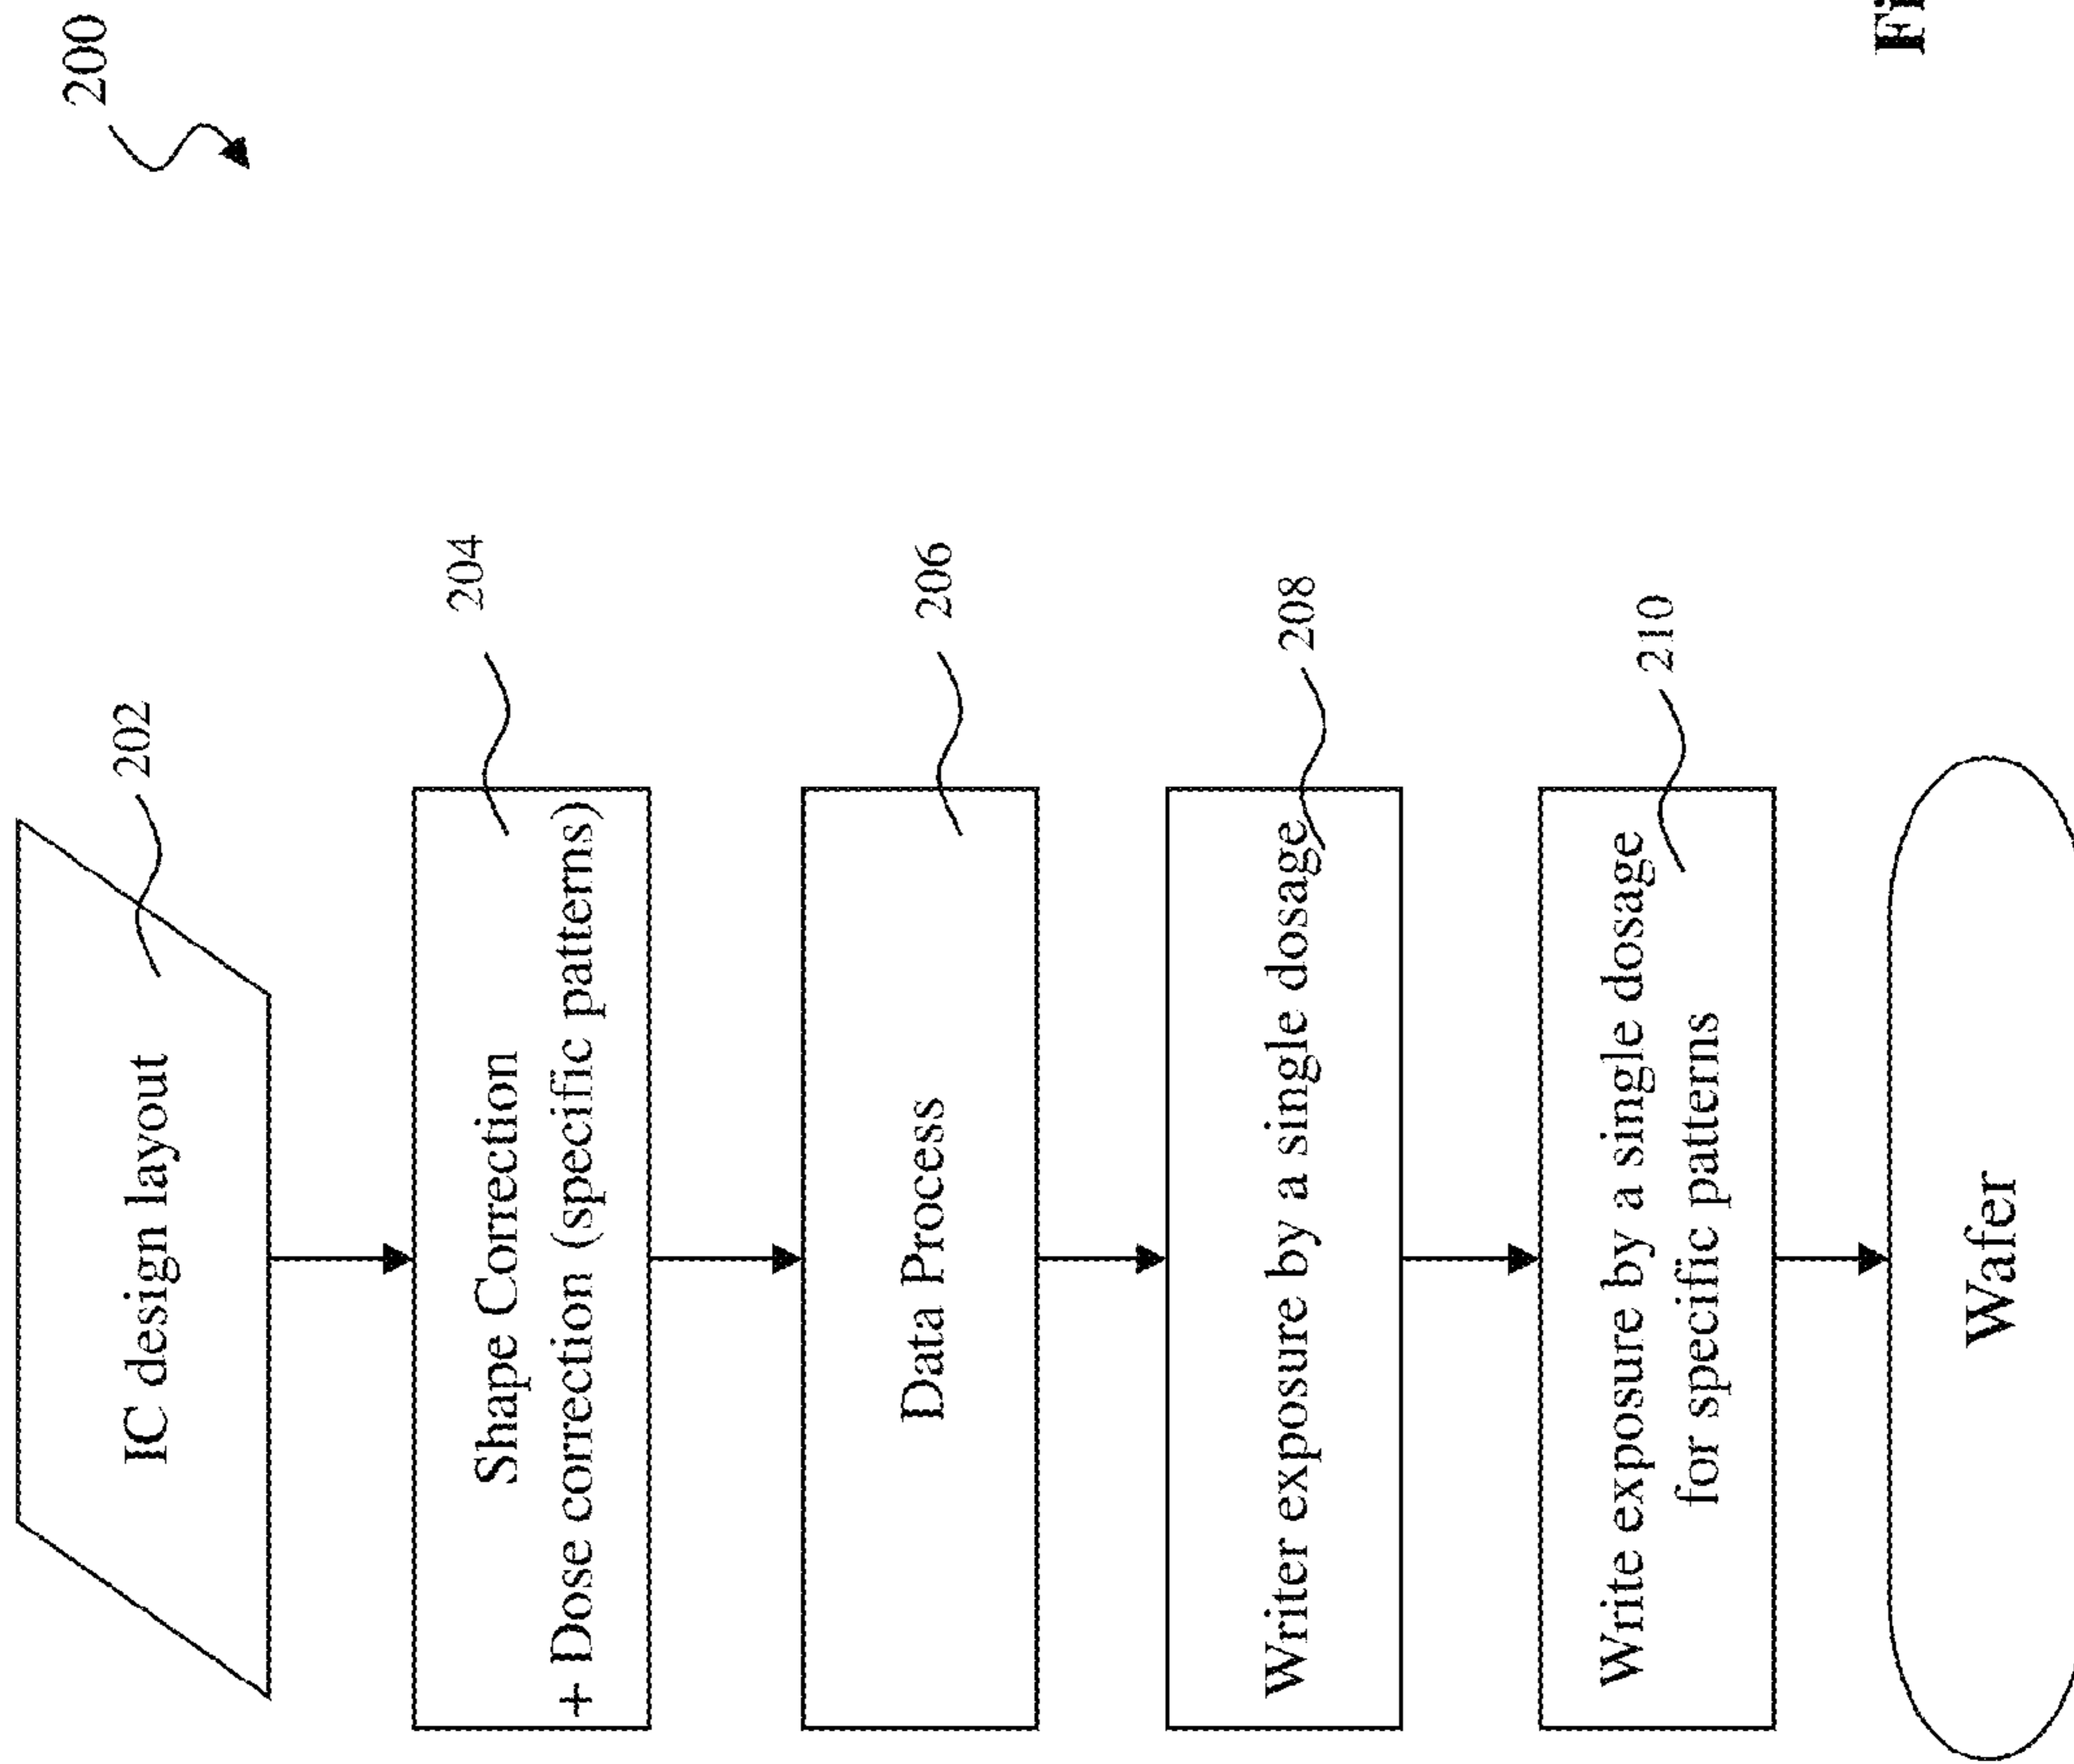 200
IC design layout
202
Shape Correction
+ Dose correction (specific patterns)
204
Data Process
206
Writer exposure by a single dosage
208
Write exposure by a single dosage
for specific patterns
210
Wafer
Fi